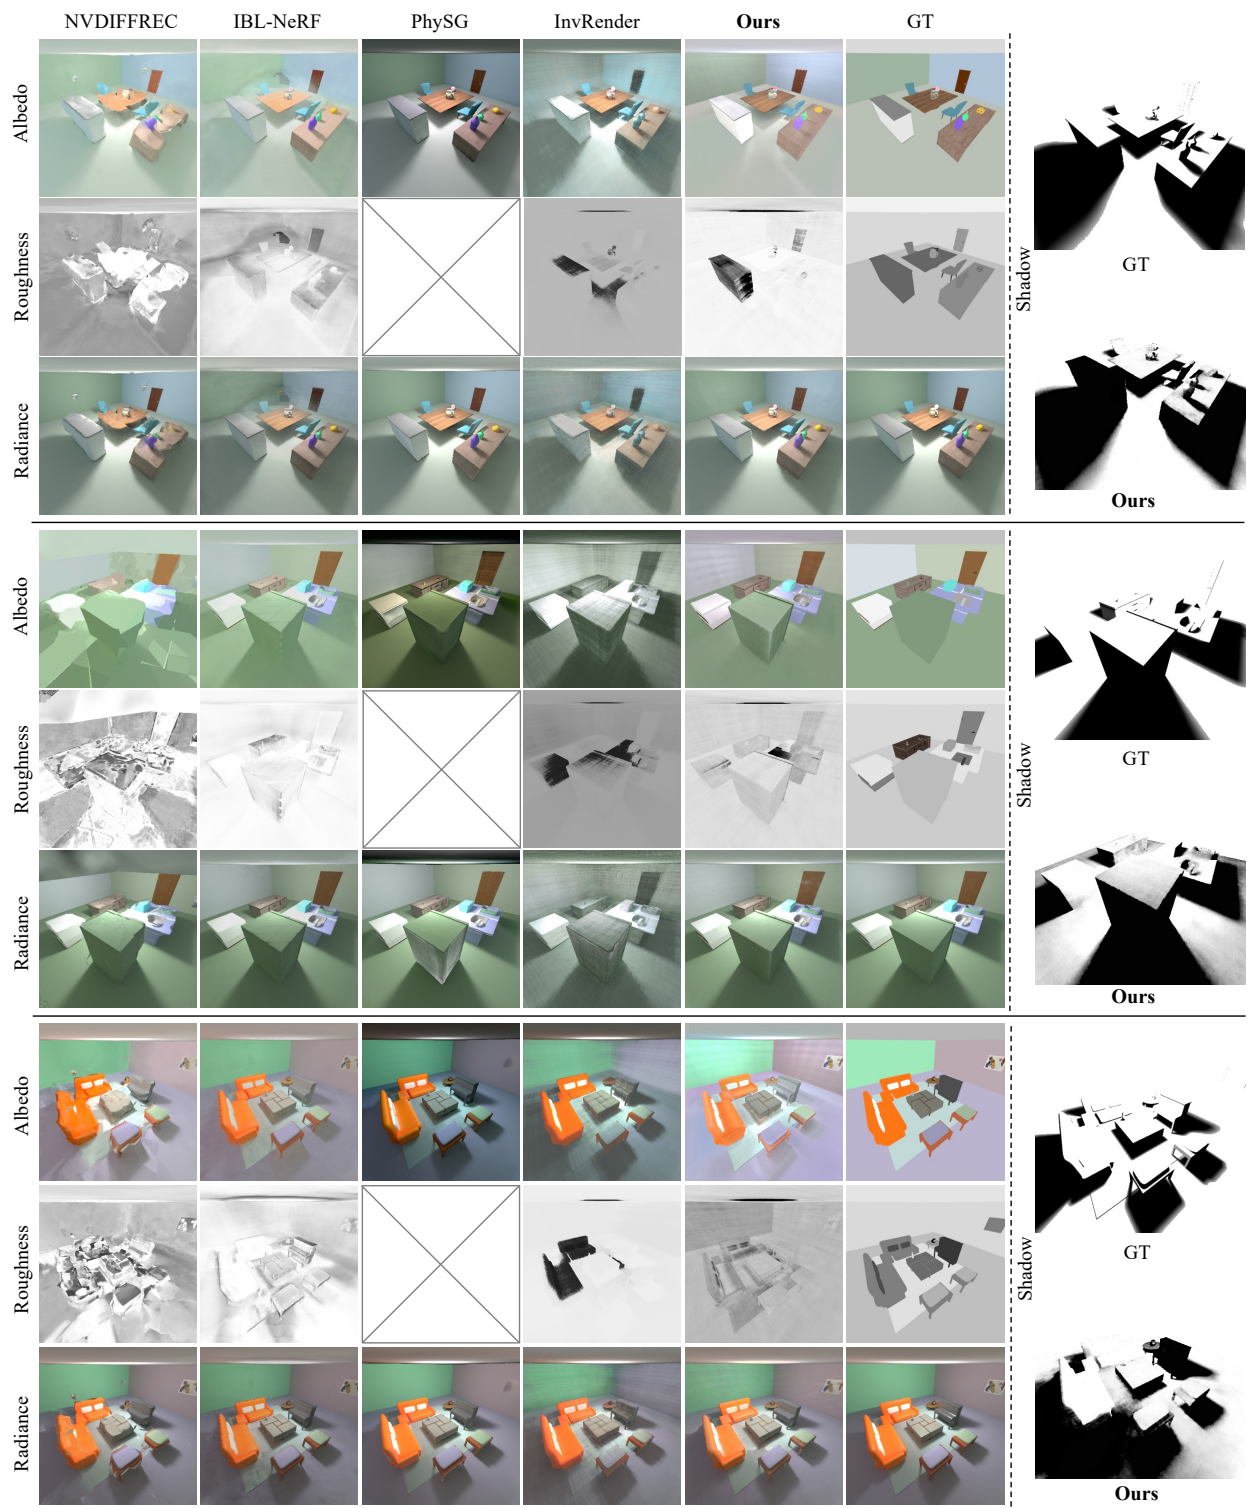 NVDIFFREC IBL-NeRF PhySG InvRender Ours GT
Albedo
Roughness
Radiance
Shadow
GT
Ours
Albedo
Roughness
Radiance
Shadow
GT
Ours
Albedo
Roughness
Radiance
Shadow
GT
Ours